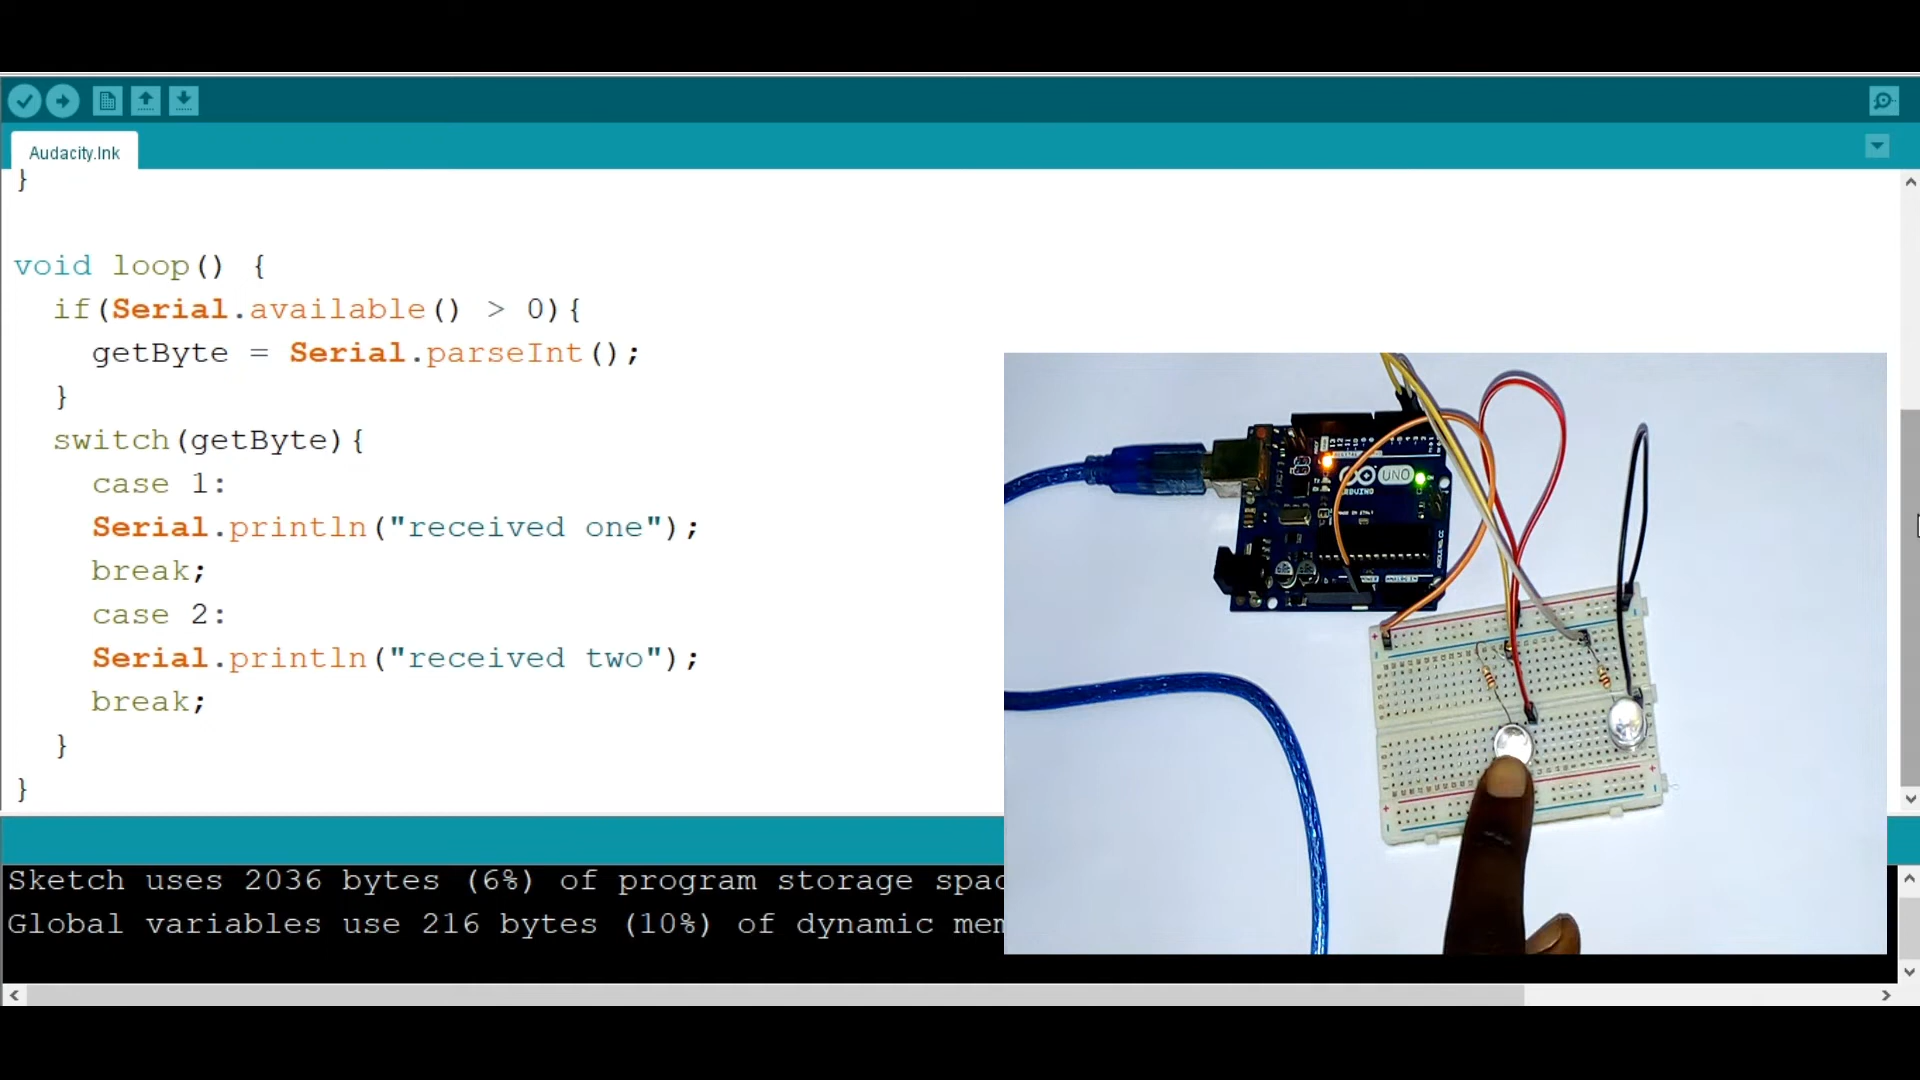 Audacity.lnk
}
void loop() {
if(Serial.available() > 0){
getByte = Serial.parseInt();
}
switch(getByte){
case 1:
Serial.println("received one");
break;
case 2:
Serial.println("received two");
break;
}
}
UNO
ARDUINO
Sketch uses 2036 bytes (6%) of program storage spac
Global variables use 216 bytes (10%) of dynamic mem